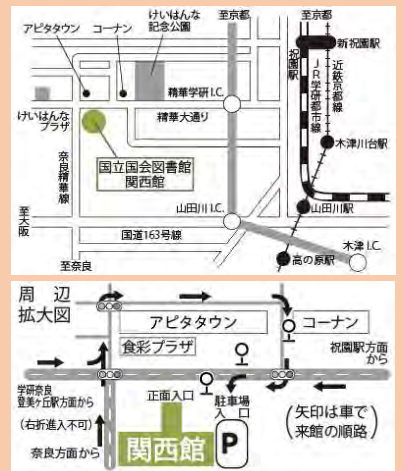 至京都
至京都
けいはんな
記念公園
アピタタウン
コーナン
新祝園駅
祝園駅
JR学研都市線
近鉄京都線
精華学研I.C.
けいはんな
プラザ
精華大通り
木津川台駅
国立国会図書館
関西館
奈良精華線
至大阪
山田川I.C.
山田川駅
国道163号線
木津I.C.
至奈良
高の原駅
周辺
拡大図
アピタタウン
コーナン
食彩プラザ
祝園駅方面
から
学研奈良
登美ヶ丘駅方面から
(右折進入不可)
正面入口
駐車場
入口
奈良方面から
関西館
P
(矢印は車で
来館の順路)